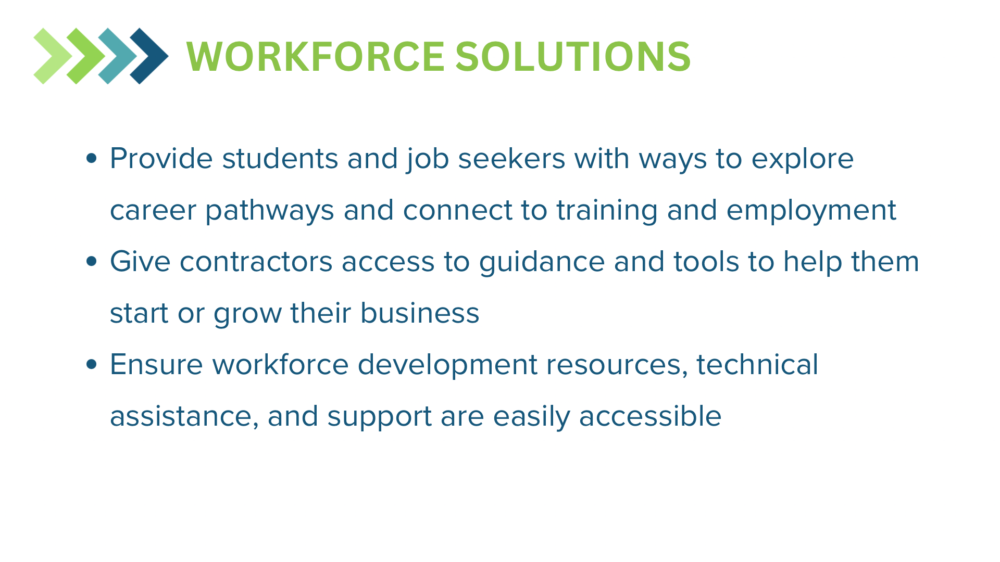 WORKFORCE SOLUTIONS
• Provide students and job seekers with ways to explore
career pathways and connect to training and employment
• Give contractors access to guidance and tools to help them
start or grow their business
• Ensure workforce development resources, technical
assistance, and support are easily accessible